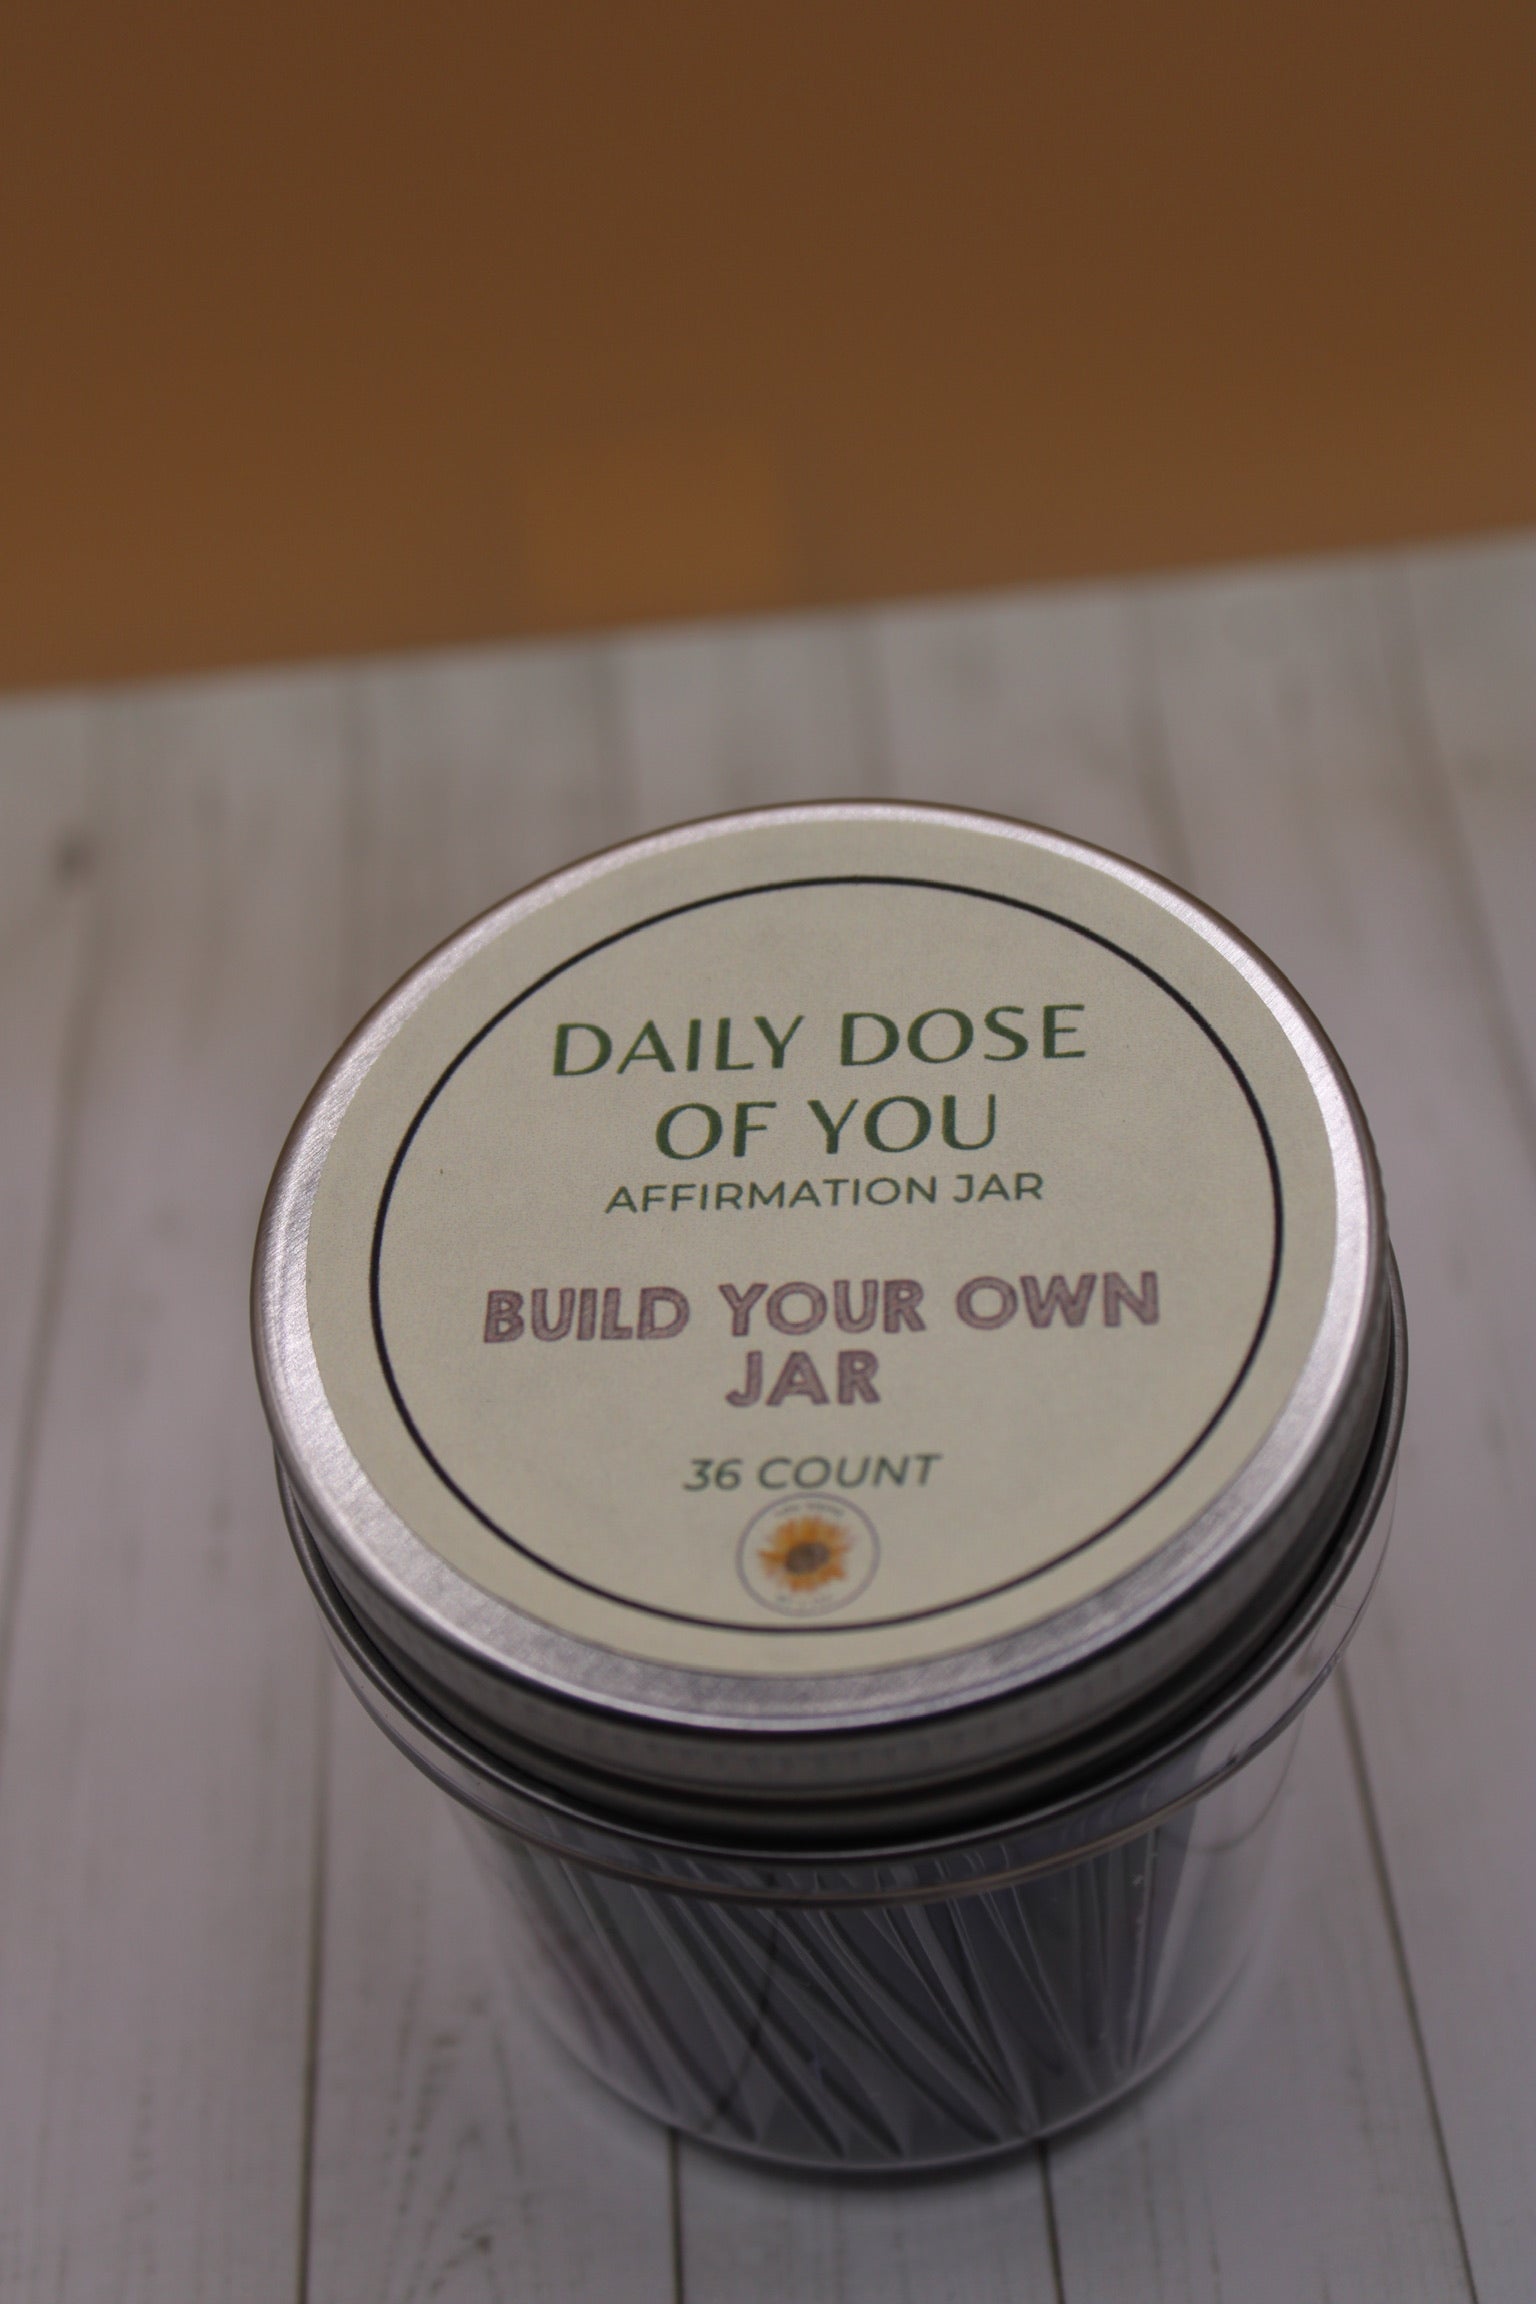 DAILY DOSE
OF YOU
AFFIRMATION JAR
BUILD YOUR OWN
JAR
36 COUNT